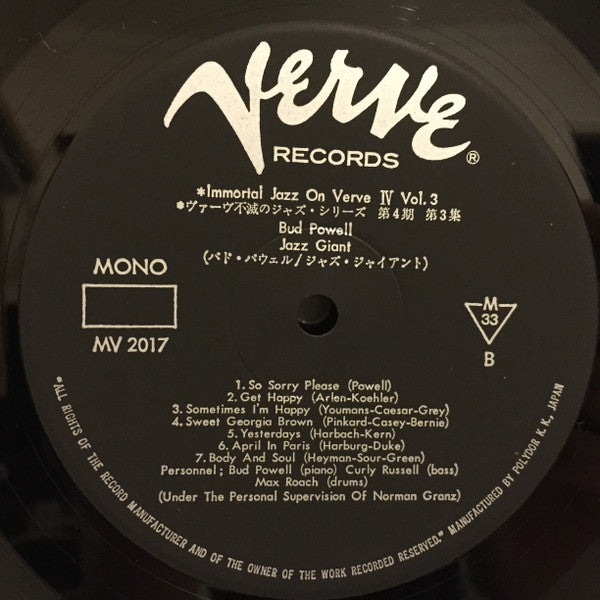 Verve
RECORDS ®
*Immortal Jazz On Verve Ⅳ Vol.3
*ヴァーヴ不滅のジャズ・シリーズ 第4期 第3集
Bud Powell
Jazz Giant
(バド・パウェル/ジャズ・ジャイアント)
MONO
MV 2017
M
33
B
1. So Sorry Please (Powell)
2. Get Happy (Arlen-Koehler)
3. Sometimes I'm Happy (Youmans-Caesar-Grey)
4. Sweet Georgia Brown (Pinkard-Casey-Bernie)
5. Yesterdays (Harbach-Kern)
6. April In Paris (Harburg-Duke)
7. Body And Soul (Heyman-Sour-Green)
Personnel; Bud Powell (piano) Curly Russell (bass)
Max Roach (drums)
(Under The Personal Supervision Of Norman Granz)
"ALL RIGHTS OF THE RECORD MANUFACTURER AND OF THE OWNER OF THE WORK RECORDED RESERVED." MANUFACTURED BY POLYDOR K. K., JAPAN